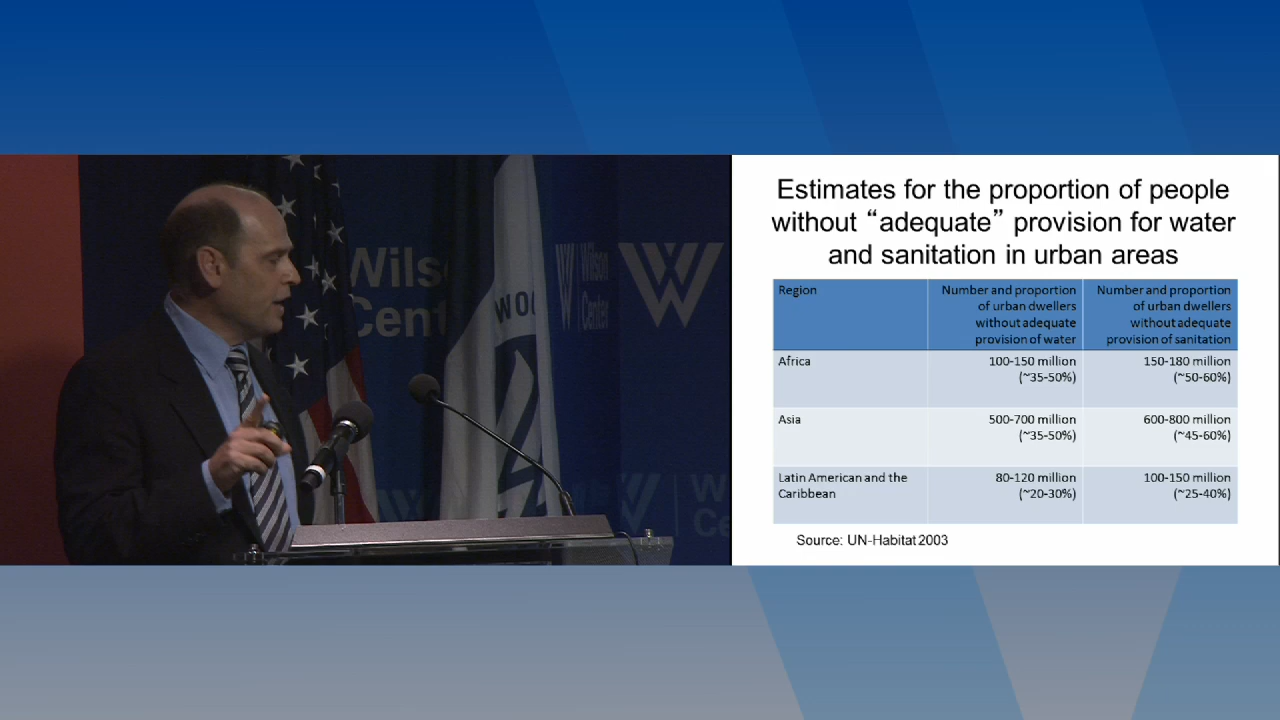 Wilson
Center
WOO
Wilson
Center
Estimates for the proportion of people
without “adequate” provision for water
and sanitation in urban areas
Region
Number and proportion
of urban dwellers
without adequate
provision of water
Number and proportion
of urban dwellers
without adequate
provision of sanitation
Africa
100-150 million
(~35-50%)
150-180 million
(~50-60%)
Asia
500-700 million
(~35-50%)
600-800 million
(~45-60%)
Latin American and the
Caribbean
80-120 million
(~20-30%)
100-150 million
(~25-40%)
Source: UN-Habitat 2003